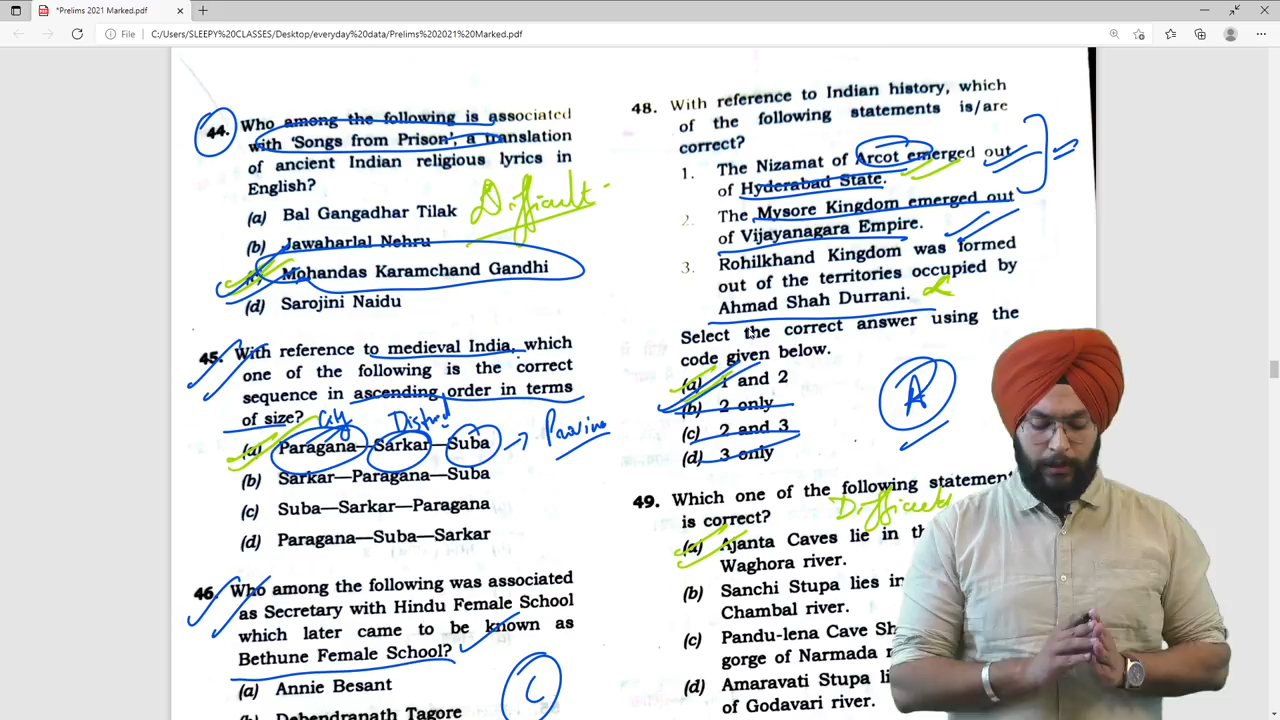 *Prelims 2021 Marked.pdf
File
C:/Users/SLEEPY%20CLASSES/Desktop/everyday%20data/Prelims%202021%20Marked.pdf
44. Who among the following is associated
with ‘Songs from Prison’, a translation
of ancient Indian religious lyrics in
English?
(a) Bal Gangadhar Tilak
Difficult
(b) Jawaharlal Nehru
Mohandas Karamchand Gandhi
(d) Sarojini Naidu
45. With reference to medieval India, which
one of the following is the correct
sequence in ascending order in terms
of size?
City
District
(a) Paragana—Sarkar—Suba
(b) Sarkar—Paragana—Suba
(c) Suba—Sarkar—Paragana
(d) Paragana—Suba—Sarkar
46. Who among the following was associated
as Secretary with Hindu Female School
which later came to be known as
Bethune Female School?
(a) Annie Besant
C
(b) Debendranath Tagore
48. With reference to Indian history, which
of the following statements is/are
correct?
1. The Nizamat of Arcot emerged out
of Hyderabad State.
2. The Mysore Kingdom emerged out
of Vijayanagara Empire.
3. Rohilkhand Kingdom was formed
out of the territories occupied by
Ahmad Shah Durrani.
Select the correct answer using the
code given below.
(a) 1 and 2
(b) 2 only
A
(c) 2 and 3
(d) 3 only
49. Which one of the following statement
is correct?
Difficult
(a) Ajanta Caves lie in
Waghora river.
(b) Sanchi Stupa lies in
Chambal river.
(c) Pandu-lena Cave
gorge of Narmada
(d) Amaravati Stupa
of Godavari river.